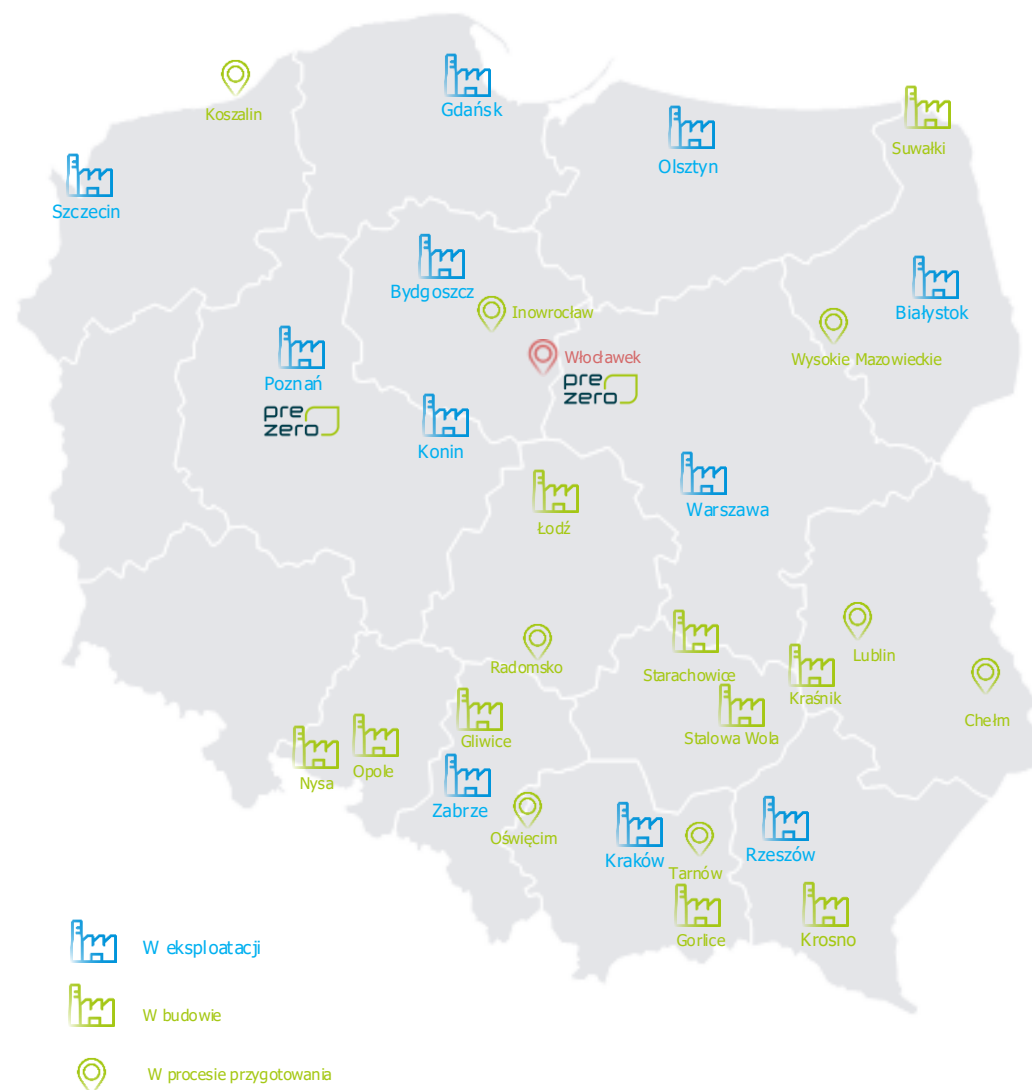 Koszalin
Gdańsk
Suwałki
Olsztyn
Szczecin
Bydgoszcz
Inowrocław
Białystok
Włocławek
pre
zero
Wysokie Mazowieckie
Poznań
pre
zero
Konin
Warszawa
Łodź
Radomsko
Starachowice
Lublin
Kraśnik
Chełm
Gliwice
Stalowa Wola
Opole
Nysa
Zabrze
Oświęcim
Kraków
Tarnów
Rzeszów
Gorlice
Krosno
W eksploatacji
W budowie
W procesie przygotowania